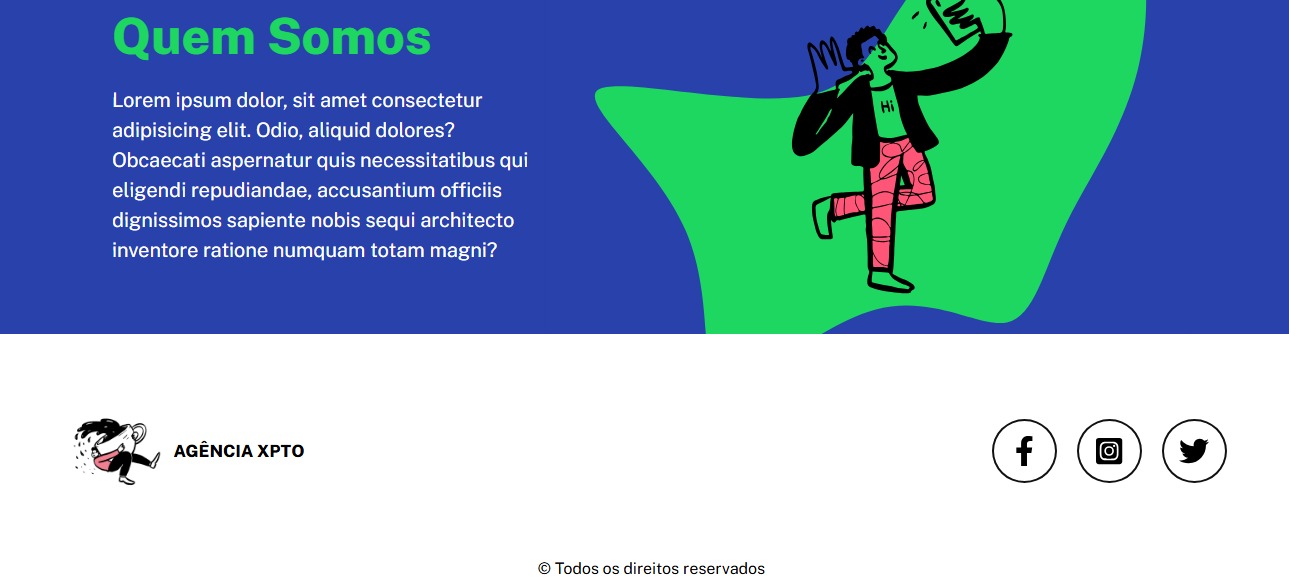 Quem Somos
Lorem ipsum dolor, sit amet consectetur
adipisicing elit. Odio, aliquid dolores?
Obcaecati aspernatur quis necessitatibus qui
eligendi repudiandae, accusantium officiis
dignissimos sapiente nobis sequi architecto
inventore ratione numquam totam magni?
Hi
AGÊNCIA XPTO
© Todos os direitos reservados